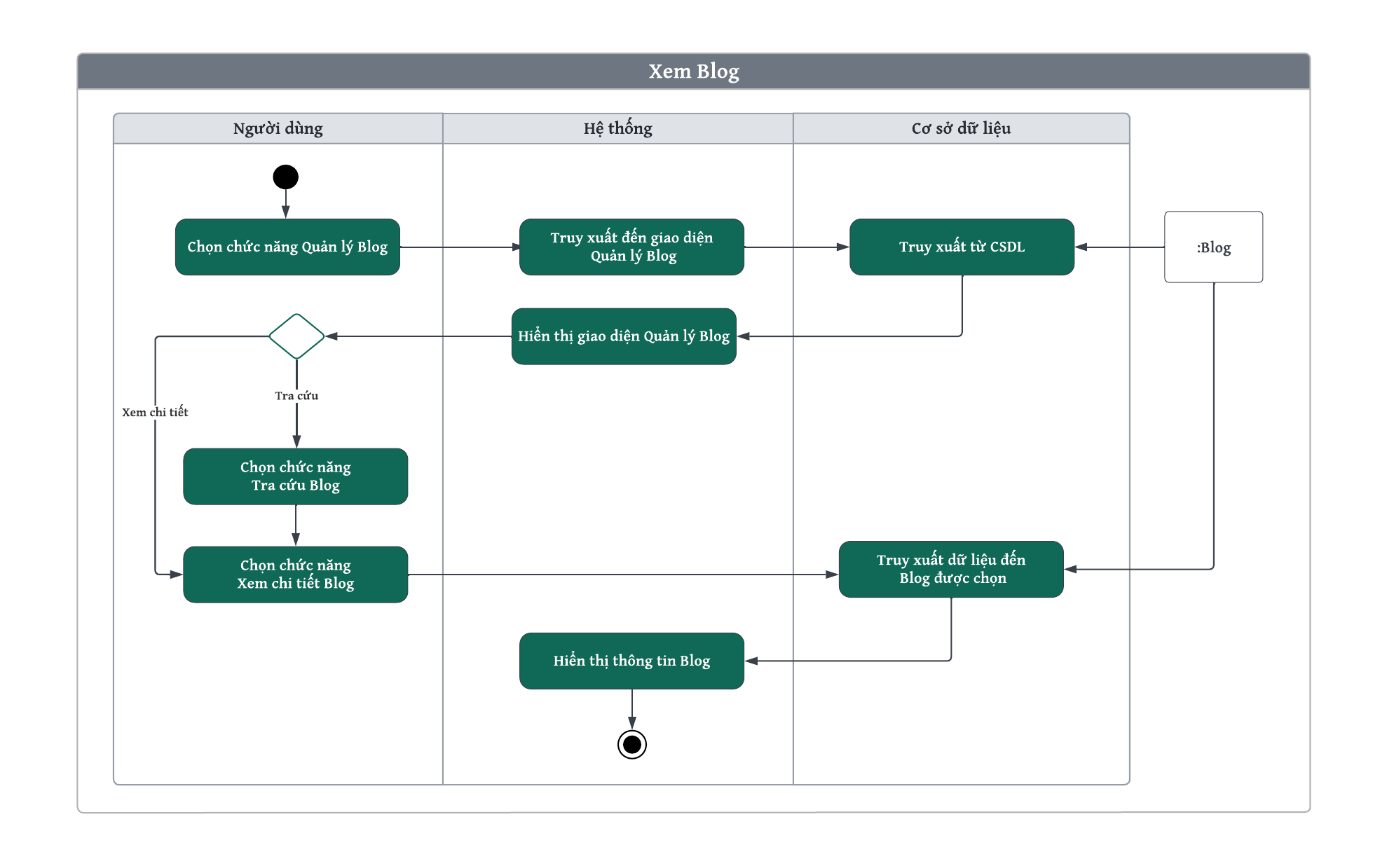 Xem Blog
Người dùng
Hệ thống
Cơ sở dữ liệu
Chọn chức năng Quản lý Blog
Truy xuất đến giao diện
Quản lý Blog
Truy xuất từ CSDL
:Blog
Hiển thị giao diện Quản lý Blog
Tra cứu
Xem chi tiết
Chọn chức năng
Tra cứu Blog
Chọn chức năng
Xem chi tiết Blog
Truy xuất dữ liệu đến
Blog được chọn
Hiển thị thông tin Blog